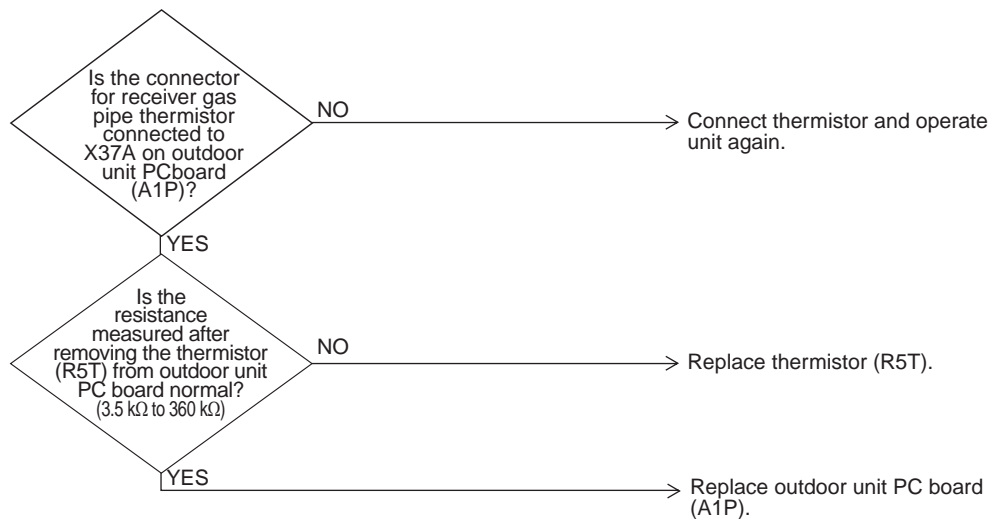 Is the connector
for receiver gas
pipe thermistor
connected to
X37A on outdoor
unit PCboard
(A1P)?
NO
Connect thermistor and operate
unit again.
YES
Is the
resistance
measured after
removing the thermistor
(R5T) from outdoor unit
PC board normal?
(3.5 kΩ to 360 kΩ)
NO
Replace thermistor (R5T).
YES
Replace outdoor unit PC board
(A1P).